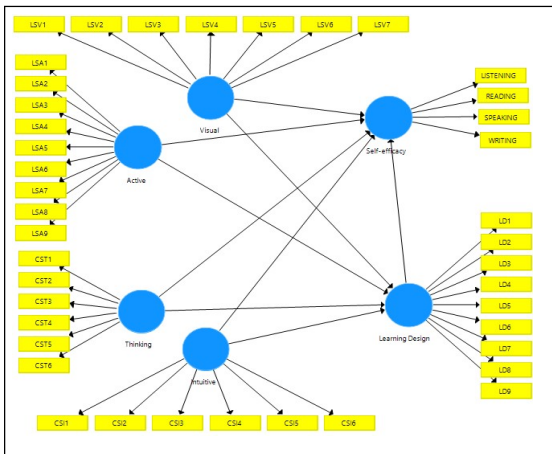 LSV1 LSV2 LSV3 LSV4 LSV5 LSV6 LSV7
LSA1
LSA2
LSA3
LSA4
LSA5
LSA6
LSA7
LSA8
LSA9
Visual
Active
Self-efficacy
LISTENING
READING
SPEAKING
WRITING
CST1
CST2
CST3
CST4
CST5
CST6
Thinking
Intuitive
Learning Design
LD1
LD2
LD3
LD4
LD5
LD6
LD7
LD8
LD9
CSI1 CSI2 CSI3 CSI4 CSI5 CSI6